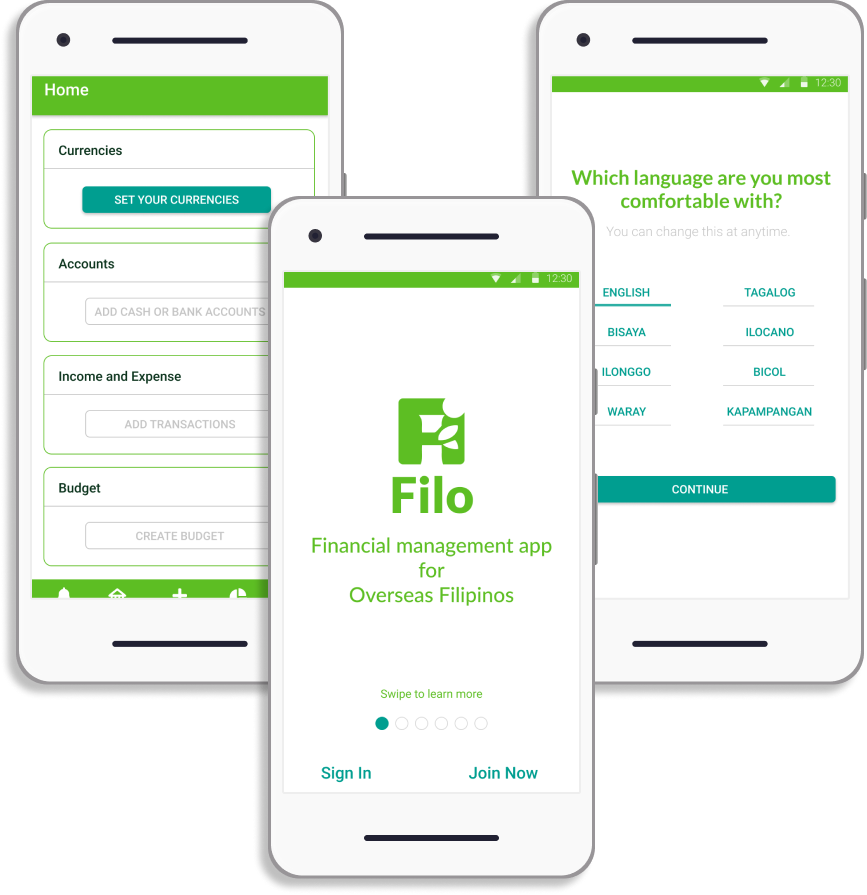 Home
Currencies
SET YOUR CURRENCIES
Accounts
ADD CASH OR BANK ACCOUNTS
Income and Expense
ADD TRANSACTIONS
Budget
CREATE BUDGET
12:30
Filo
Financial management app
for
Overseas Filipinos
Swipe to learn more
Sign In
Join Now
12:30
Which language are you most
comfortable with?
You can change this at anytime.
ENGLISH
TAGALOG
BISAYA
ILOCANO
ILONGGO
BICOL
WARAY
KAPAMPANGAN
CONTINUE